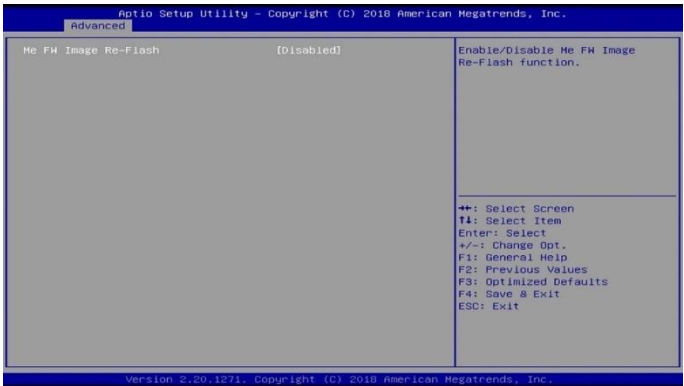 Aptio Setup Utility – Copyright (C) 2018 American Megatrends, Inc.
Advanced
Me FW Image Re-Flash [Disabled]
Enable/Disable Me FW Image
Re-Flash function.
→←: Select Screen
↑↓: Select Item
Enter: Select
+/-: Change Opt.
F1: General Help
F2: Previous Values
F3: Optimized Defaults
F4: Save & Exit
ESC: Exit
Version 2.20.1271. Copyright (C) 2018 American Megatrends, Inc.